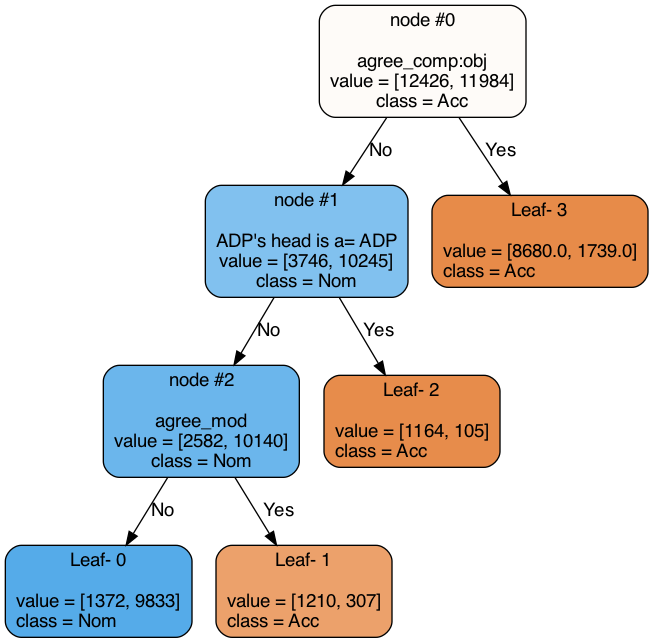 node #0
agree_comp:obj
value = [12426, 11984]
class = Acc
No
Yes
node #1
ADP's head is a= ADP
value = [3746, 10245]
class = Nom
Leaf- 3
value = [8680.0, 1739.0]
class = Acc
No
Yes
node #2
agree_mod
value = [2582, 10140]
class = Nom
Leaf- 2
value = [1164, 105]
class = Acc
No
Yes
Leaf- 0
value = [1372, 9833]
class = Nom
Leaf- 1
value = [1210, 307]
class = Acc